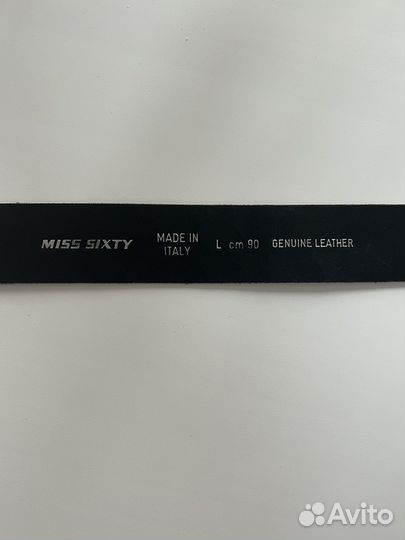 MISS SIXTY
MADE IN
ITALY
L cm 90
GENUINE LEATHER
Avito